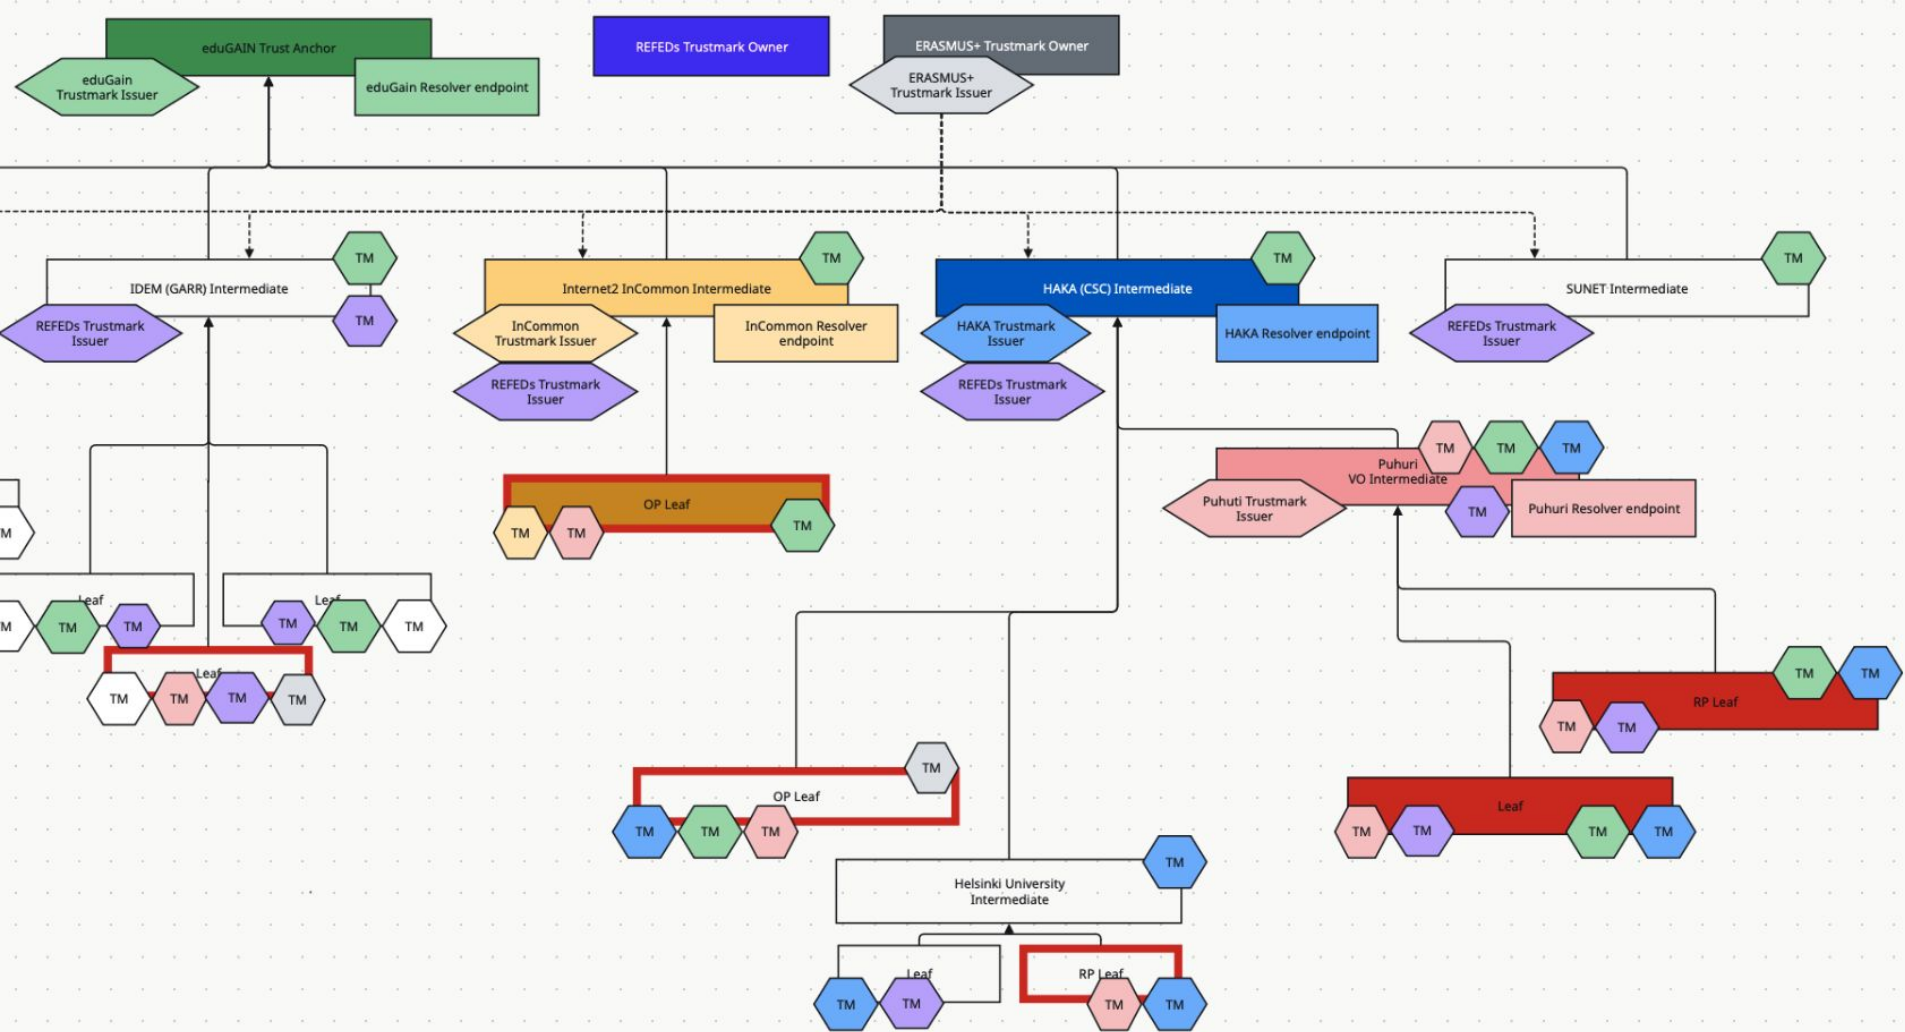 eduGAIN Trust Anchor
REFEDs Trustmark Owner
ERASMUS+ Trustmark Owner
eduGain
Trustmark Issuer
eduGain Resolver endpoint
ERASMUS+
Trustmark Issuer
TM
TM
TM
TM
IDEM (GARR) Intermediate
Internet2 InCommon Intermediate
HAKA (CSC) Intermediate
SUNET Intermediate
REFEDs Trustmark
Issuer
TM
InCommon
Trustmark Issuer
InCommon Resolver
endpoint
HAKA Trustmark
Issuer
HAKA Resolver endpoint
REFEDs Trustmark
Issuer
REFEDs Trustmark
Issuer
REFEDs Trustmark
Issuer
TM
TM
TM
Puhuri
VO Intermediate
OP Leaf
Puhuti Trustmark
Issuer
TM
Puhuri Resolver endpoint
TM
TM
TM
TM
Leaf
Leaf
TM
TM
TM
TM
TM
TM
Leaf
TM
TM
TM
TM
TM
TM
RP Leaf
TM
TM
TM
OP Leaf
Leaf
TM
TM
TM
TM
TM
TM
TM
TM
Helsinki University
Intermediate
Leaf
RP Leaf
TM
TM
TM
TM